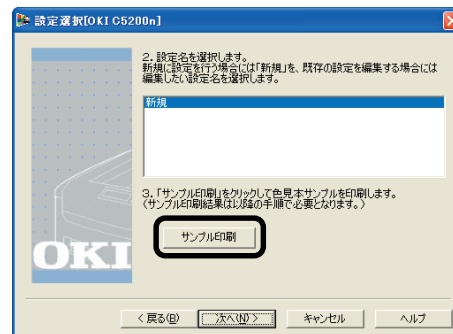 設定選択[OKI C5200n]
2. 設定名を選択します。
新規に設定を行う場合には「新規」を、既存の設定を編集する場合には
編集したい設定名を選択します。
新規
3. 「サンプル印刷」をクリックして色見本サンプルを印刷します。
(サンプル印刷結果は以降の手順で必要となります。)
サンプル印刷
OKI
< 戻る(B) 次へ(N) > キャンセル ヘルプ